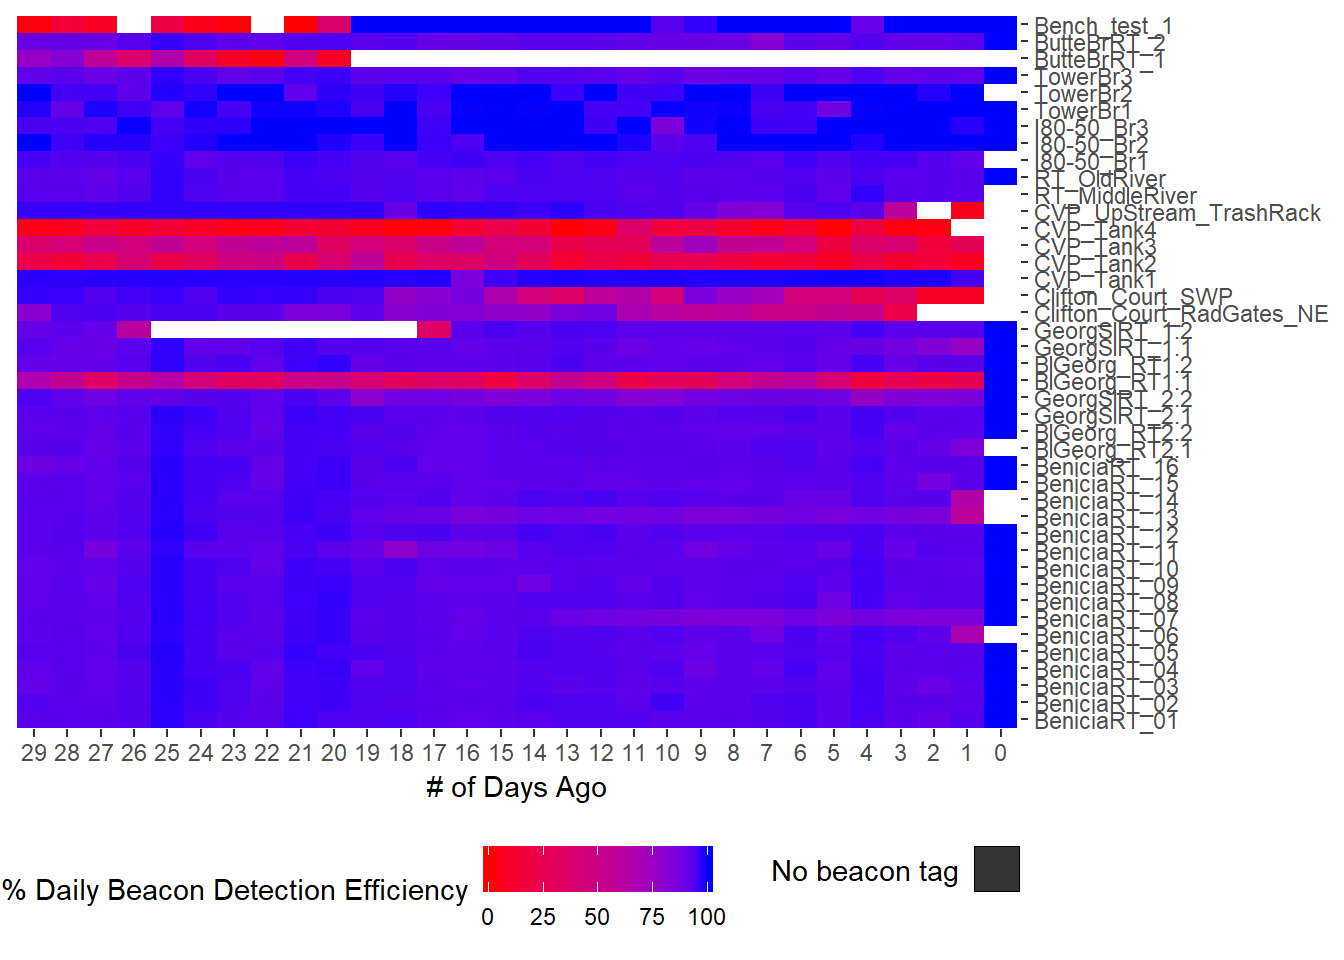 Bench_test_1
ButteBrRT_2
ButteBrRT_1
TowerBr3
TowerBr2
TowerBr1
I80-50_Br3
I80-50_Br2
I80-50_Br1
RT_OldRiver
RT_MiddleRiver
CVP_UpStream_TrashRack
CVP_Tank4
CVP_Tank3
CVP_Tank2
CVP_Tank1
Clifton_Court_SWP
Clifton_Court_RadGates_NE
GeorgSlRT_1.2
GeorgSlRT_1.1
BlGeorg_RT1.2
BlGeorg_RT1.1
GeorgSlRT_2.2
GeorgSlRT_2.1
BlGeorg_RT2.2
BlGeorg_RT2.1
BeniciaRT_16
BeniciaRT_15
BeniciaRT_14
BeniciaRT_13
BeniciaRT_12
BeniciaRT_11
BeniciaRT_10
BeniciaRT_09
BeniciaRT_08
BeniciaRT_07
BeniciaRT_06
BeniciaRT_05
BeniciaRT_04
BeniciaRT_03
BeniciaRT_02
BeniciaRT_01
29 28 27 26 25 24 23 22 21 20 19 18 17 16 15 14 13 12 11 10 9 8 7 6 5 4 3 2 1 0
# of Days Ago
% Daily Beacon Detection Efficiency
0 25 50 75 100
No beacon tag